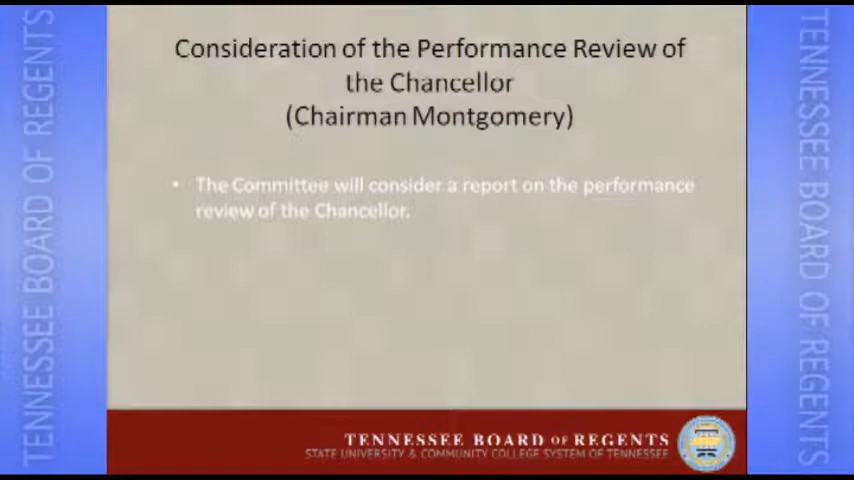 Consideration of the Performance Review of
the Chancellor
(Chairman Montgomery)
• The Committee will consider a report on the performance
review of the Chancellor.
TENNESSEE BOARD OF REGENTS
STATE UNIVERSITY & COMMUNITY COLLEGE SYSTEM OF TENNESSEE
TENNESSEE BOARD OF REGENTS
TENNESSEE BOARD OF REGENTS